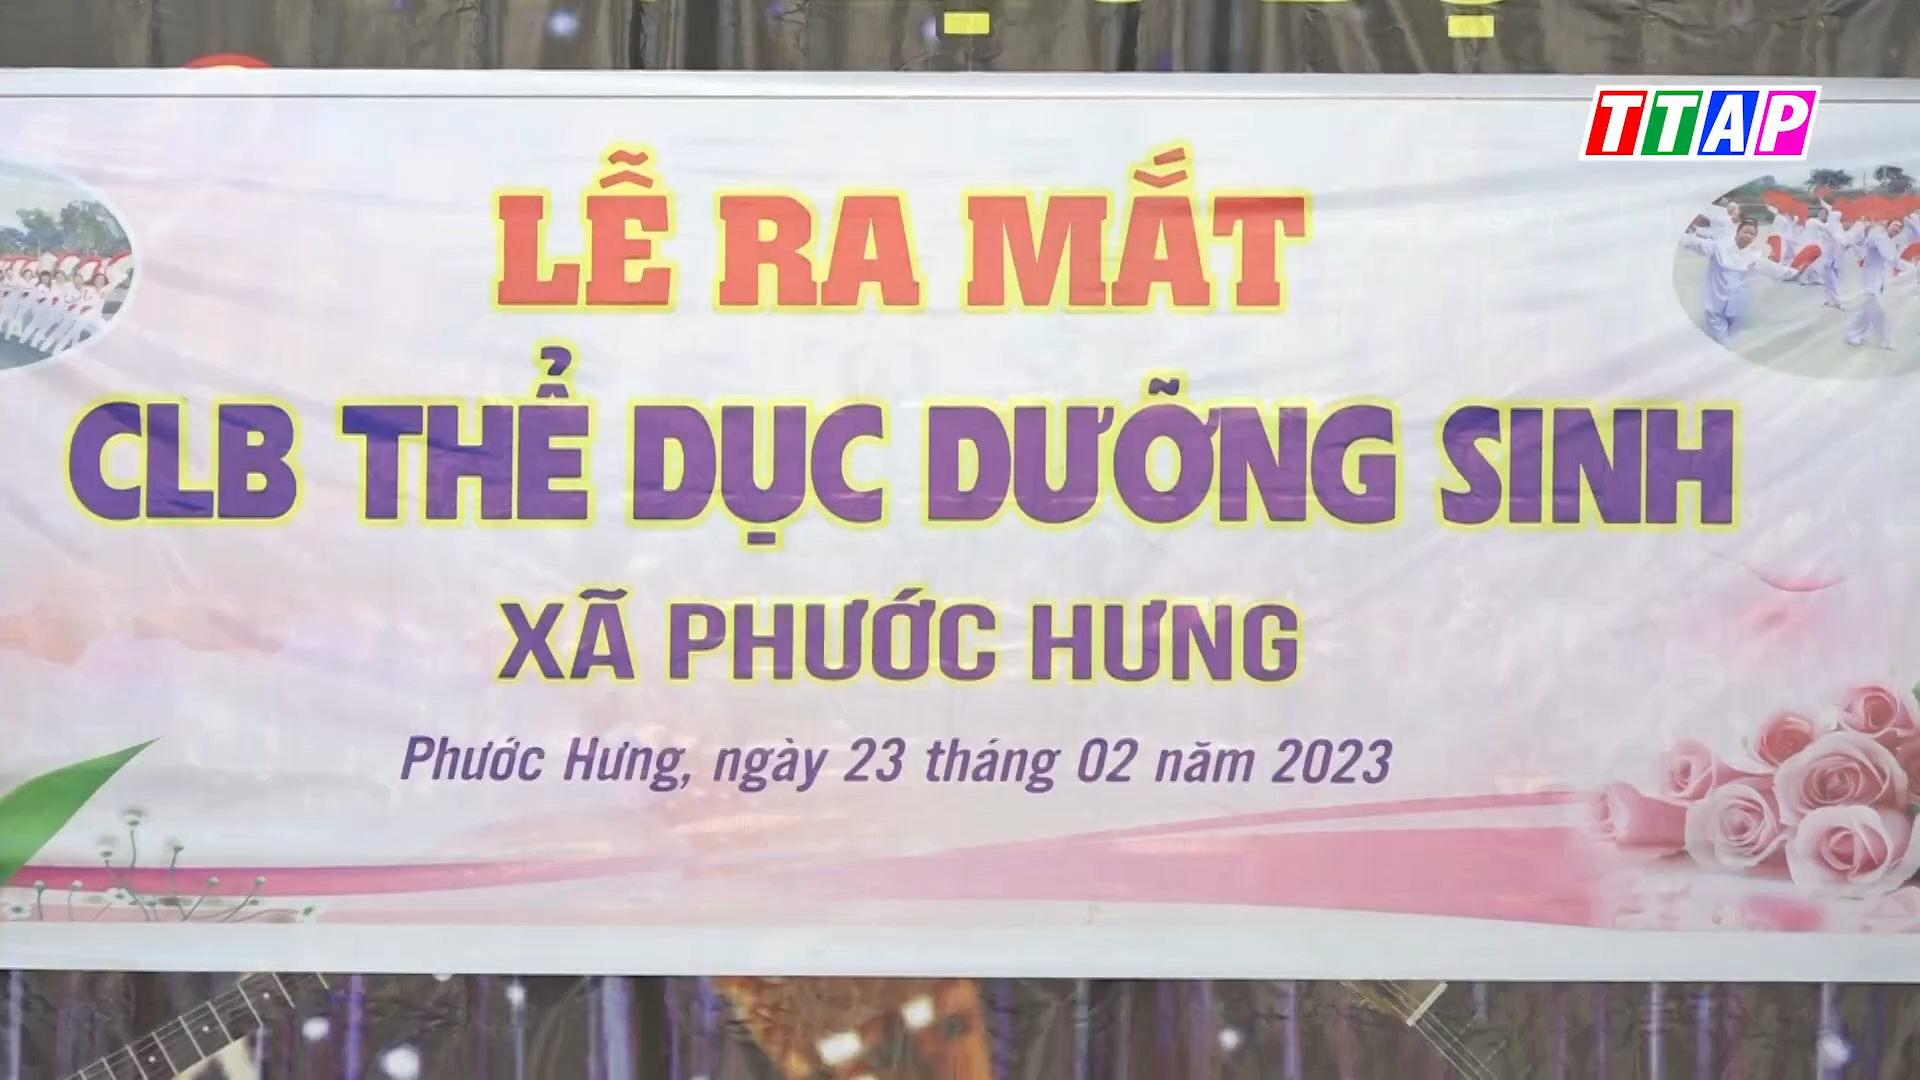 TTAP
LỄ RA MẮT
CLB THỂ DỤC DƯỠNG SINH
XÃ PHƯỚC HƯNG
Phước Hưng, ngày 23 tháng 02 năm 2023